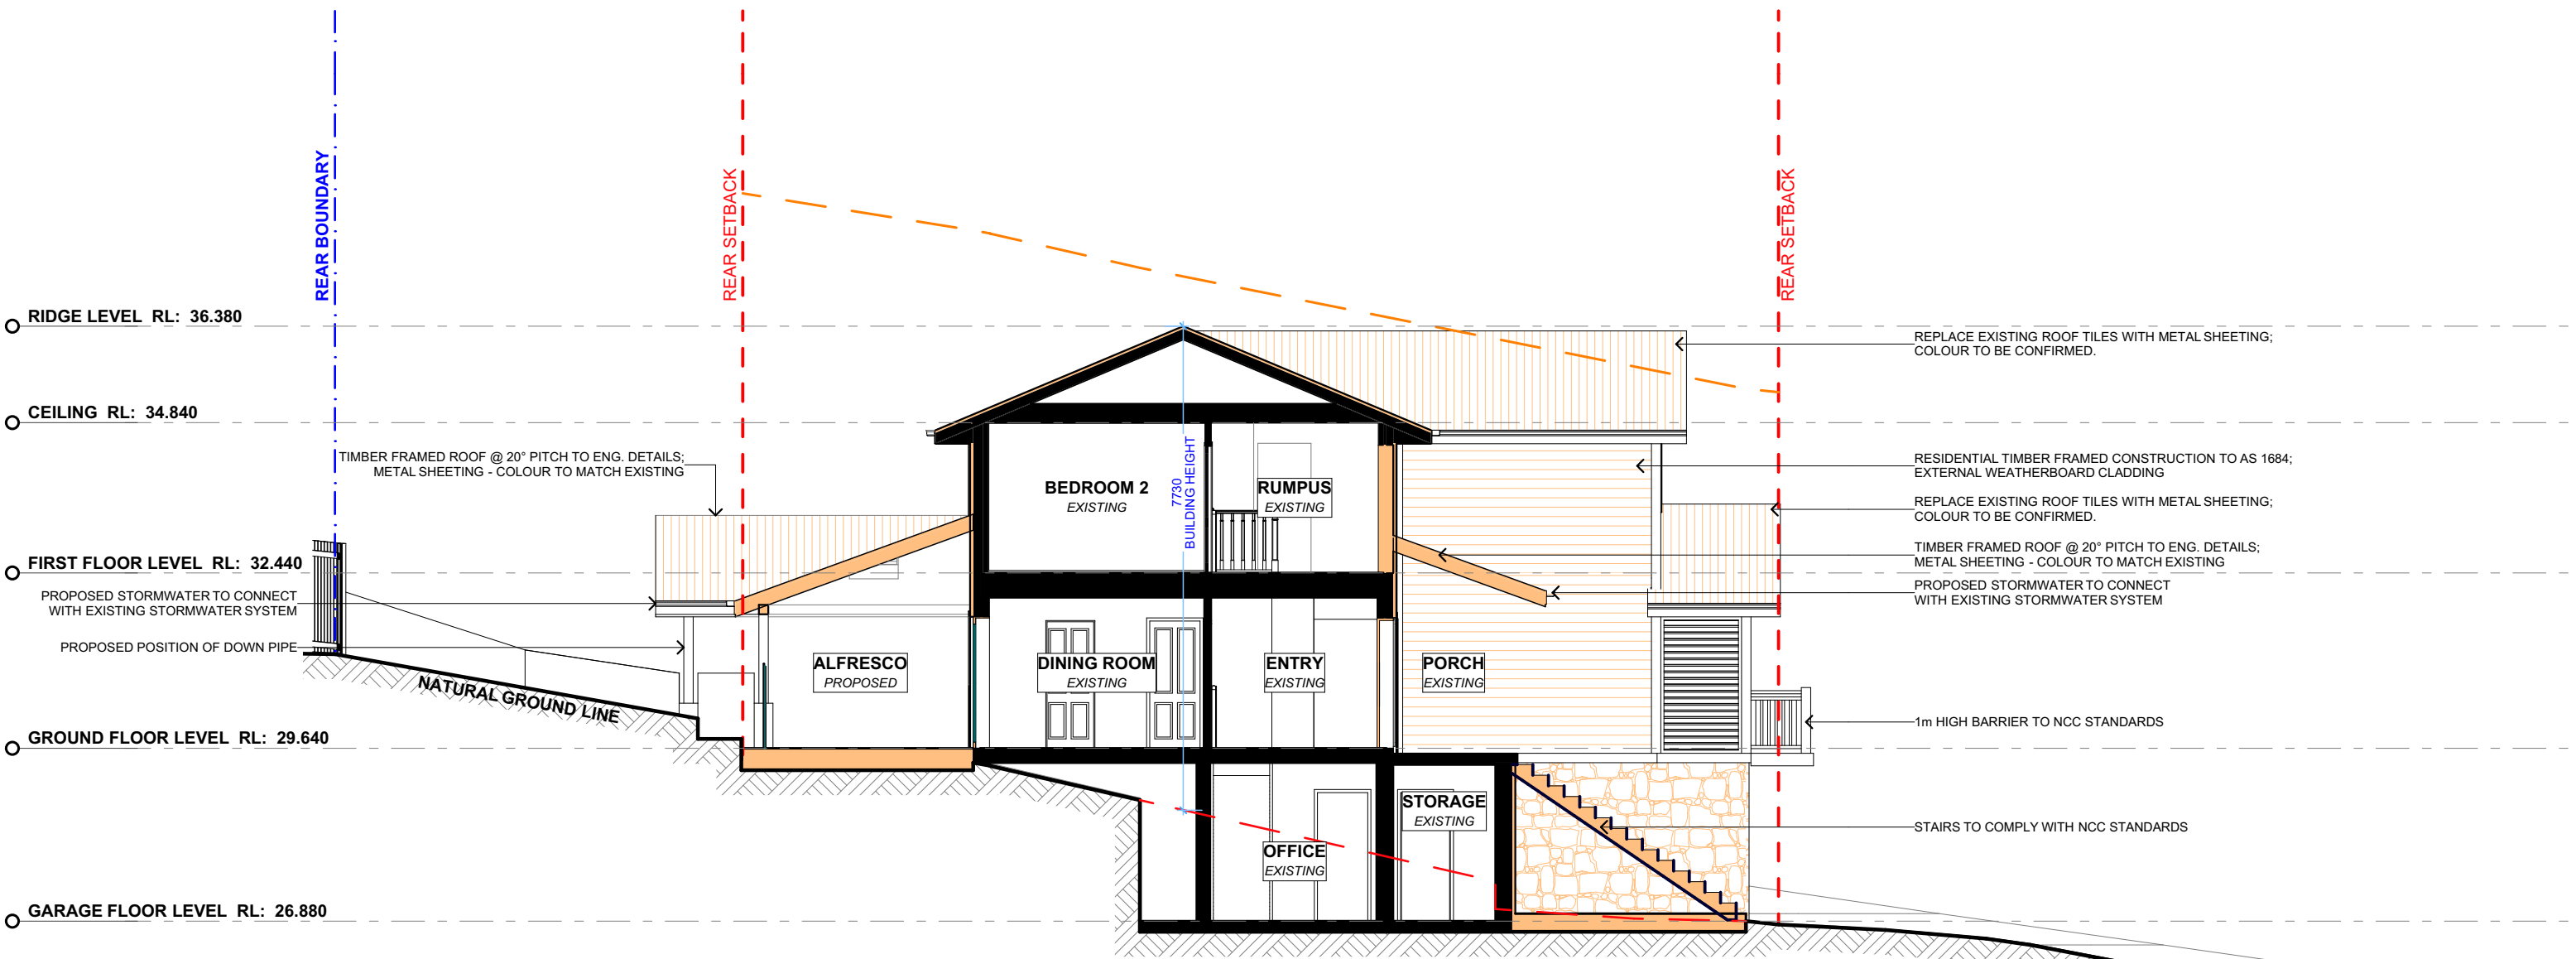 REAR BOUNDARY
REAR SETBACK
REAR SETBACK
RIDGE LEVEL  RL:  36.380
REPLACE EXISTING ROOF TILES WITH METAL SHEETING;
COLOUR TO BE CONFIRMED.
CEILING  RL:  34.840
TIMBER FRAMED ROOF @ 20° PITCH TO ENG. DETAILS;
METAL SHEETING - COLOUR TO MATCH EXISTING
BEDROOM 2
EXISTING
7730
BUILDING HEIGHT
RUMPUS
EXISTING
RESIDENTIAL TIMBER FRAMED CONSTRUCTION TO AS 1684;
EXTERNAL WEATHERBOARD CLADDING
REPLACE EXISTING ROOF TILES WITH METAL SHEETING;
COLOUR TO BE CONFIRMED.
TIMBER FRAMED ROOF @ 20° PITCH TO ENG. DETAILS;
METAL SHEETING - COLOUR TO MATCH EXISTING
FIRST FLOOR LEVEL  RL:  32.440
PROPOSED STORMWATER TO CONNECT
WITH EXISTING STORMWATER SYSTEM
PROPOSED STORMWATER TO CONNECT
WITH EXISTING STORMWATER SYSTEM
PROPOSED POSITION OF DOWN PIPE
NATURAL GROUND LINE
ALFRESCO
PROPOSED
DINING ROOM
EXISTING
ENTRY
EXISTING
PORCH
EXISTING
1m HIGH BARRIER TO NCC STANDARDS
GROUND FLOOR LEVEL  RL:  29.640
STORAGE
EXISTING
OFFICE
EXISTING
STAIRS TO COMPLY WITH NCC STANDARDS
GARAGE FLOOR LEVEL  RL:  26.880